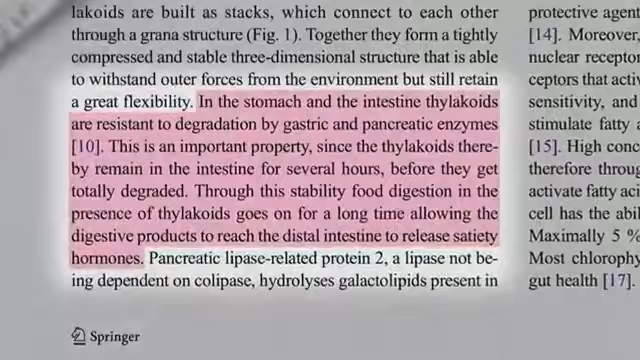 lakoids are built as stacks, which connect to each other
through a grana structure (Fig. 1). Together they form a tightly
compressed and stable three-dimensional structure that is able
to withstand outer forces from the environment but still retain
a great flexibility. In the stomach and the intestine thylakoids
are resistant to degradation by gastric and pancreatic enzymes
[10]. This is an important property, since the thylakoids there-
by remain in the intestine for several hours, before they get
totally degraded. Through this stability food digestion in the
presence of thylakoids goes on for a long time allowing the
digestive products to reach the distal intestine to release satiety
hormones. Pancreatic lipase-related protein 2, a lipase not be-
ing dependent on colipase, hydrolyses galactolipids present in
Springer
protective agent
[14]. Moreover,
nuclear receptor
ceptors that activ
sensitivity, and
stimulate fatty a
[15]. High conc
therefore throug
activate fatty aci
cell has the abil
Maximally 5 %
Most chlorophy
gut health [17].